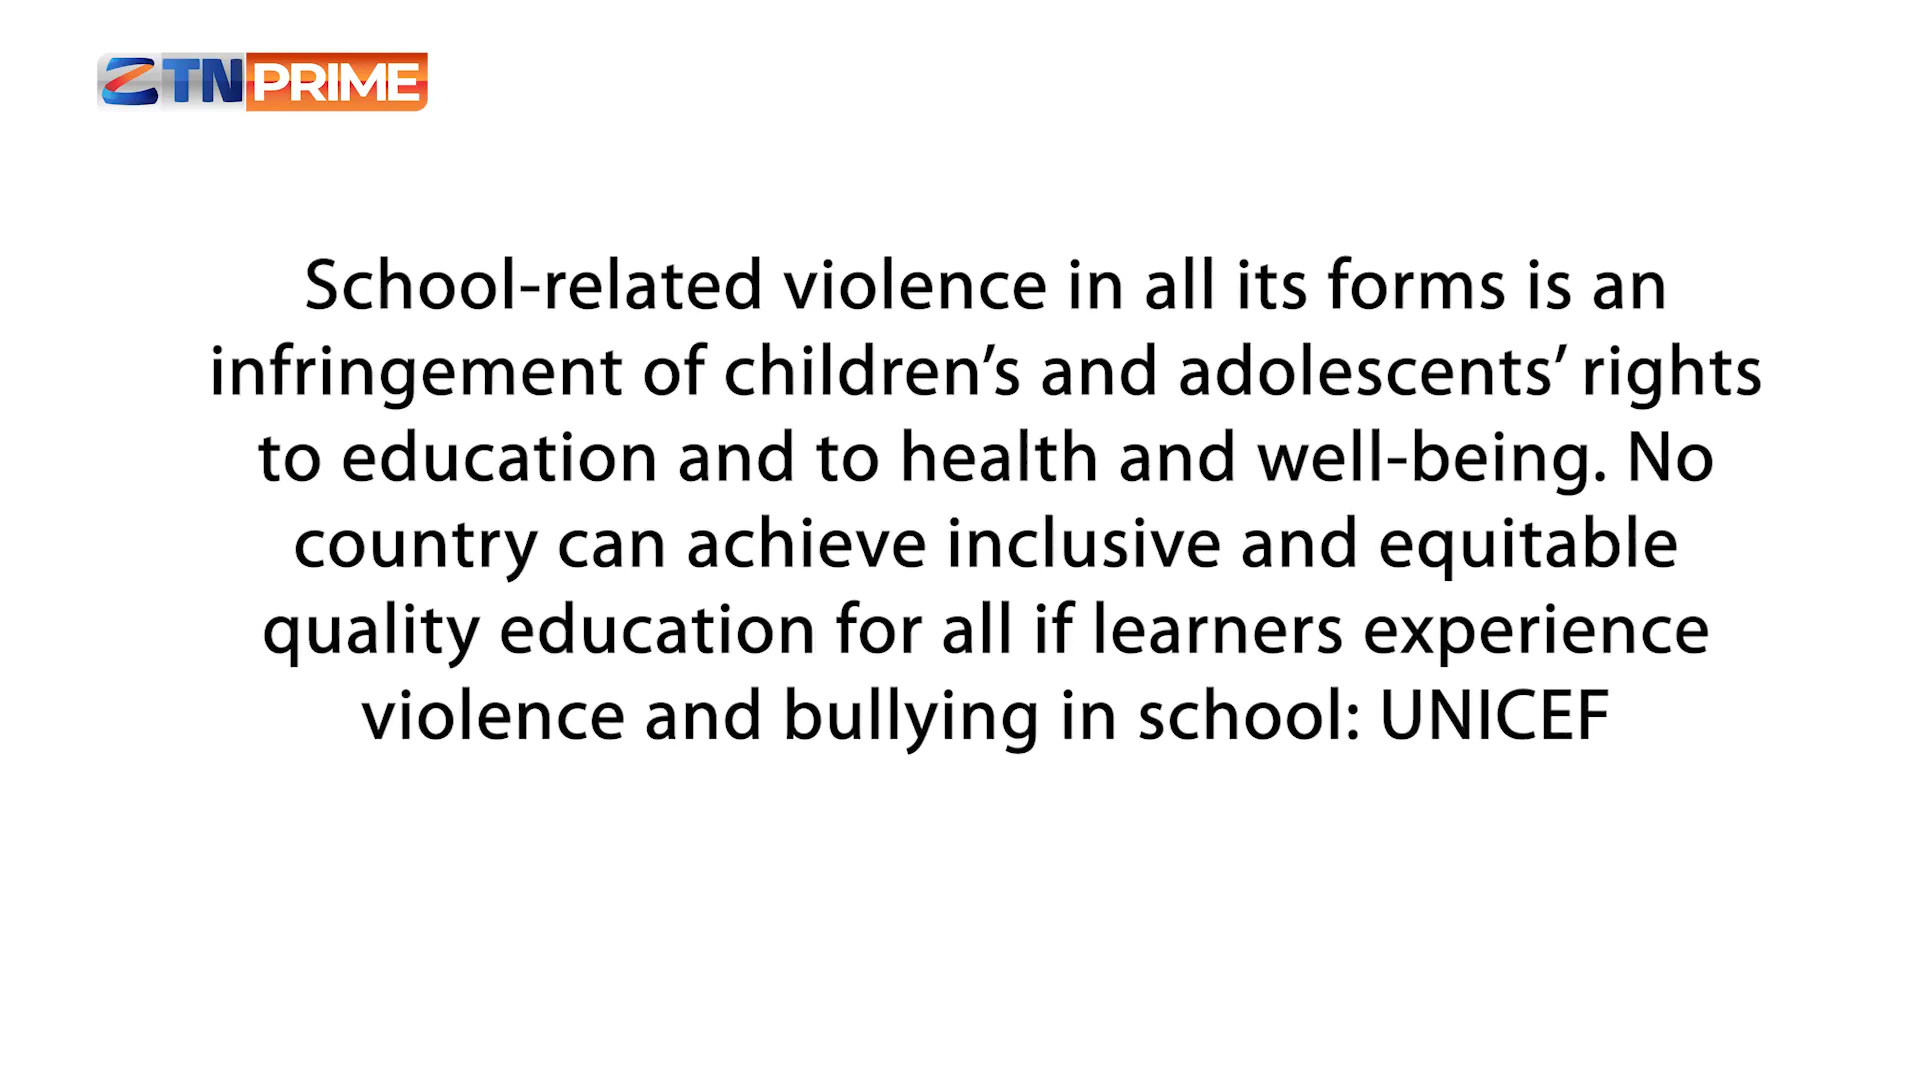 ZTN PRIME
School-related violence in all its forms is an
infringement of children’s and adolescents’ rights
to education and to health and well-being. No
country can achieve inclusive and equitable
quality education for all if learners experience
violence and bullying in school: UNICEF